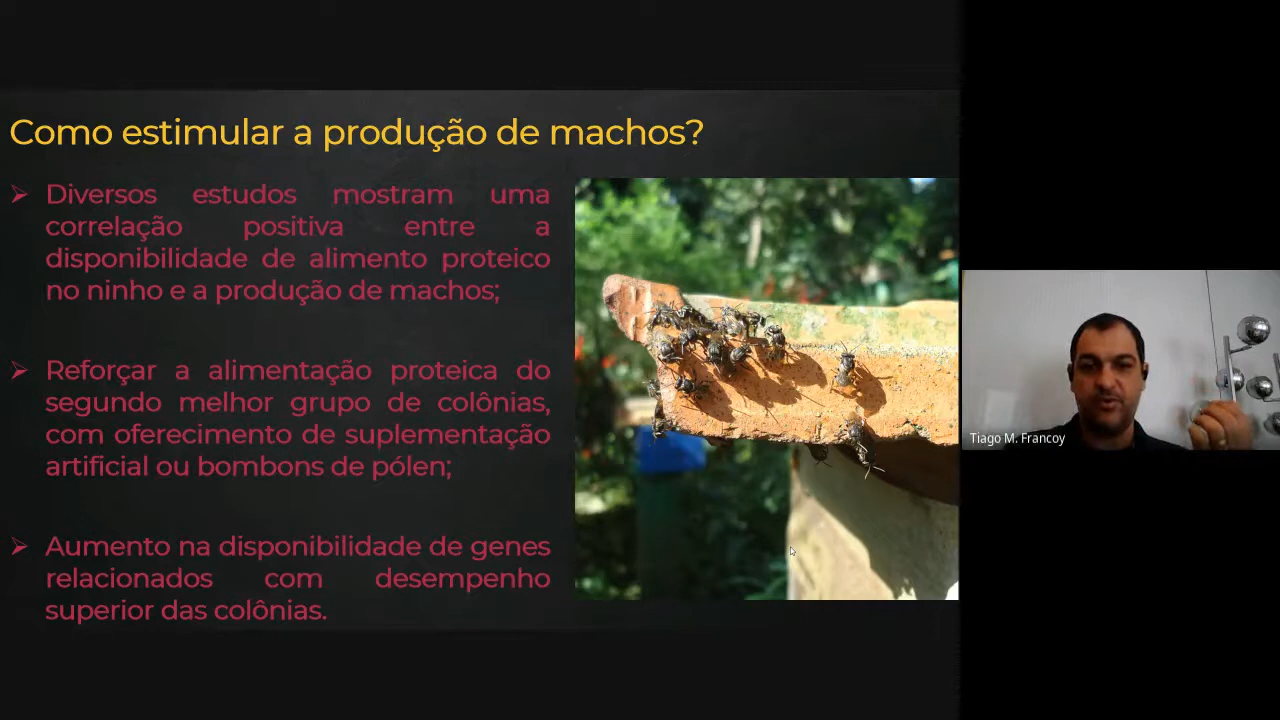 Como estimular a produção de machos?
Diversos estudos mostram uma
correlação positiva entre a
disponibilidade de alimento proteico
no ninho e a produção de machos;
Reforçar a alimentação proteica do
segundo melhor grupo de colônias,
com oferecimento de suplementação
artificial ou bombons de pólen;
Aumento na disponibilidade de genes
relacionados com desempenho
superior das colônias.
Tiago M. Francoy